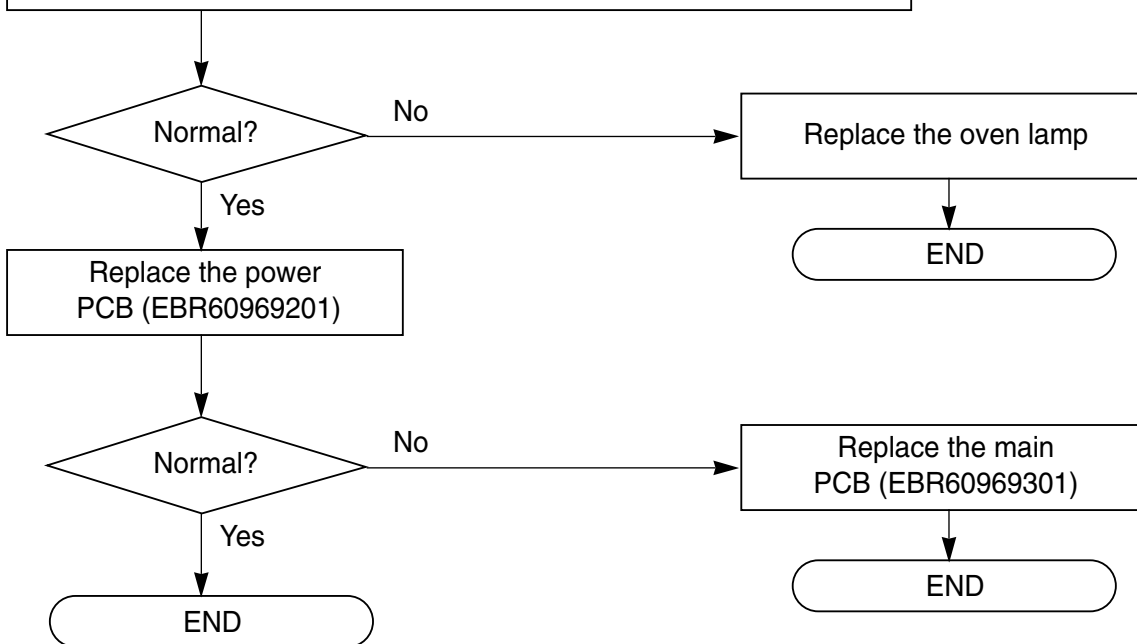 Normal?
No
Replace the oven lamp
Yes
END
Replace the power
PCB (EBR60969201)
Normal?
No
Replace the main
PCB (EBR60969301)
Yes
END
END